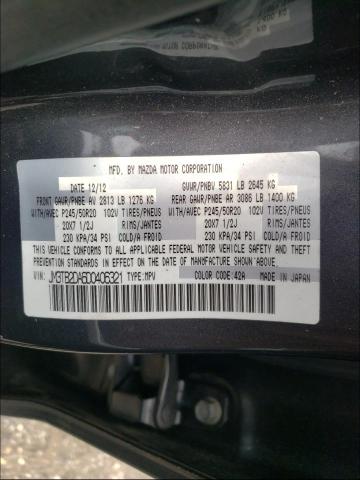 MFD. BY MAZDA MOTOR CORPORATION
DATE 12/12 GVWR/PNBV 5831 LB 2645 KG
FRONT GAWR/PNBE AV 2813 LB 1276 KG REAR GAWR/PNBE AR 3086 LB 1400 KG
WITH/AVEC P245/50R20 102V TIRES/PNEU WITH/AVEC P245/50R20 102V TIRES/PNEU
20X7 1/2J RIMS/JANTES 20X7 1/2J RIMS/JANTES
230 KPA/34 PSI COLD/A FROID 230 KPA/34 PSI COLD/A FROID
THIS VEHICLE CONFORMS TO ALL APPLICABLE FEDERAL MOTOR VEHICLE SAFETY AND THEFT
PREVENTION STANDARDS IN EFFECT ON THE DATE OF MANUFACTURE SHOWN ABOVE.
VIN: JM3TB2DA5D0406321 TYPE:MPV COLOR CODE:42A MADE IN JAPAN